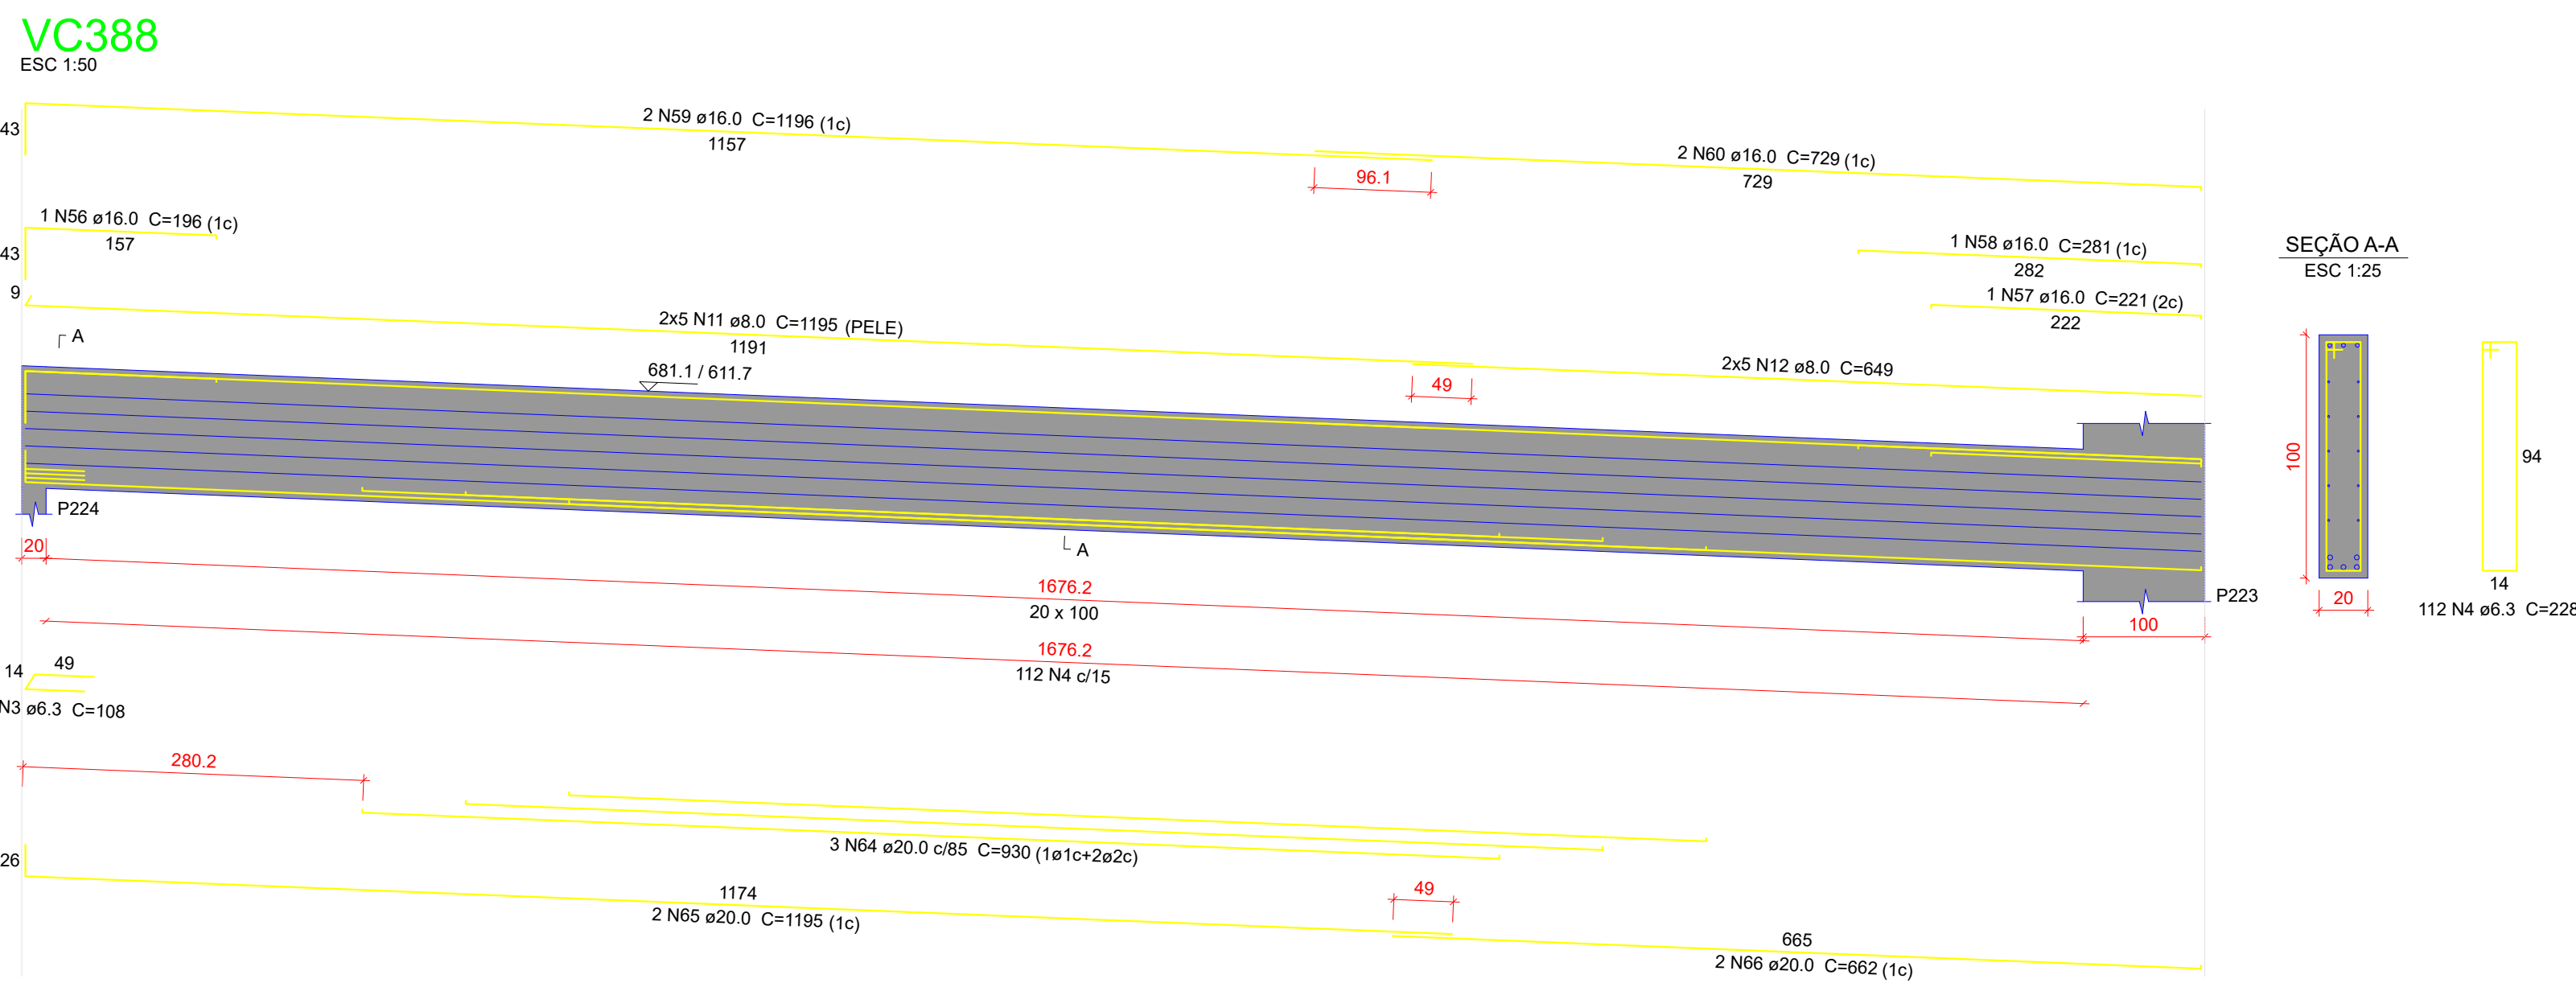 VC388
ESC 1:50
43
2 N59 ø16.0 C=1196 (1c)
1157
96.1
2 N60 ø16.0 C=729 (1c)
729
43
1 N56 ø16.0 C=196 (1c)
157
1 N58 ø16.0 C=281 (1c)
282
1 N57 ø16.0 C=221 (2c)
222
9
2x5 N11 ø8.0 C=1195 (PELE)
1191
49
2x5 N12 ø8.0 C=649
A
681.1 / 611.7
P224
A
P223
20
1676.2
20 x 100
100
1676.2
112 N4 c/15
14
49
N3 ø6.3 C=108
280.2
3 N64 ø20.0 c/85 C=930 (1ø1c+2ø2c)
26
1174
2 N65 ø20.0 C=1195 (1c)
49
665
2 N66 ø20.0 C=662 (1c)
SEÇÃO A-A
ESC 1:25
100
20
94
14
112 N4 ø6.3 C=228